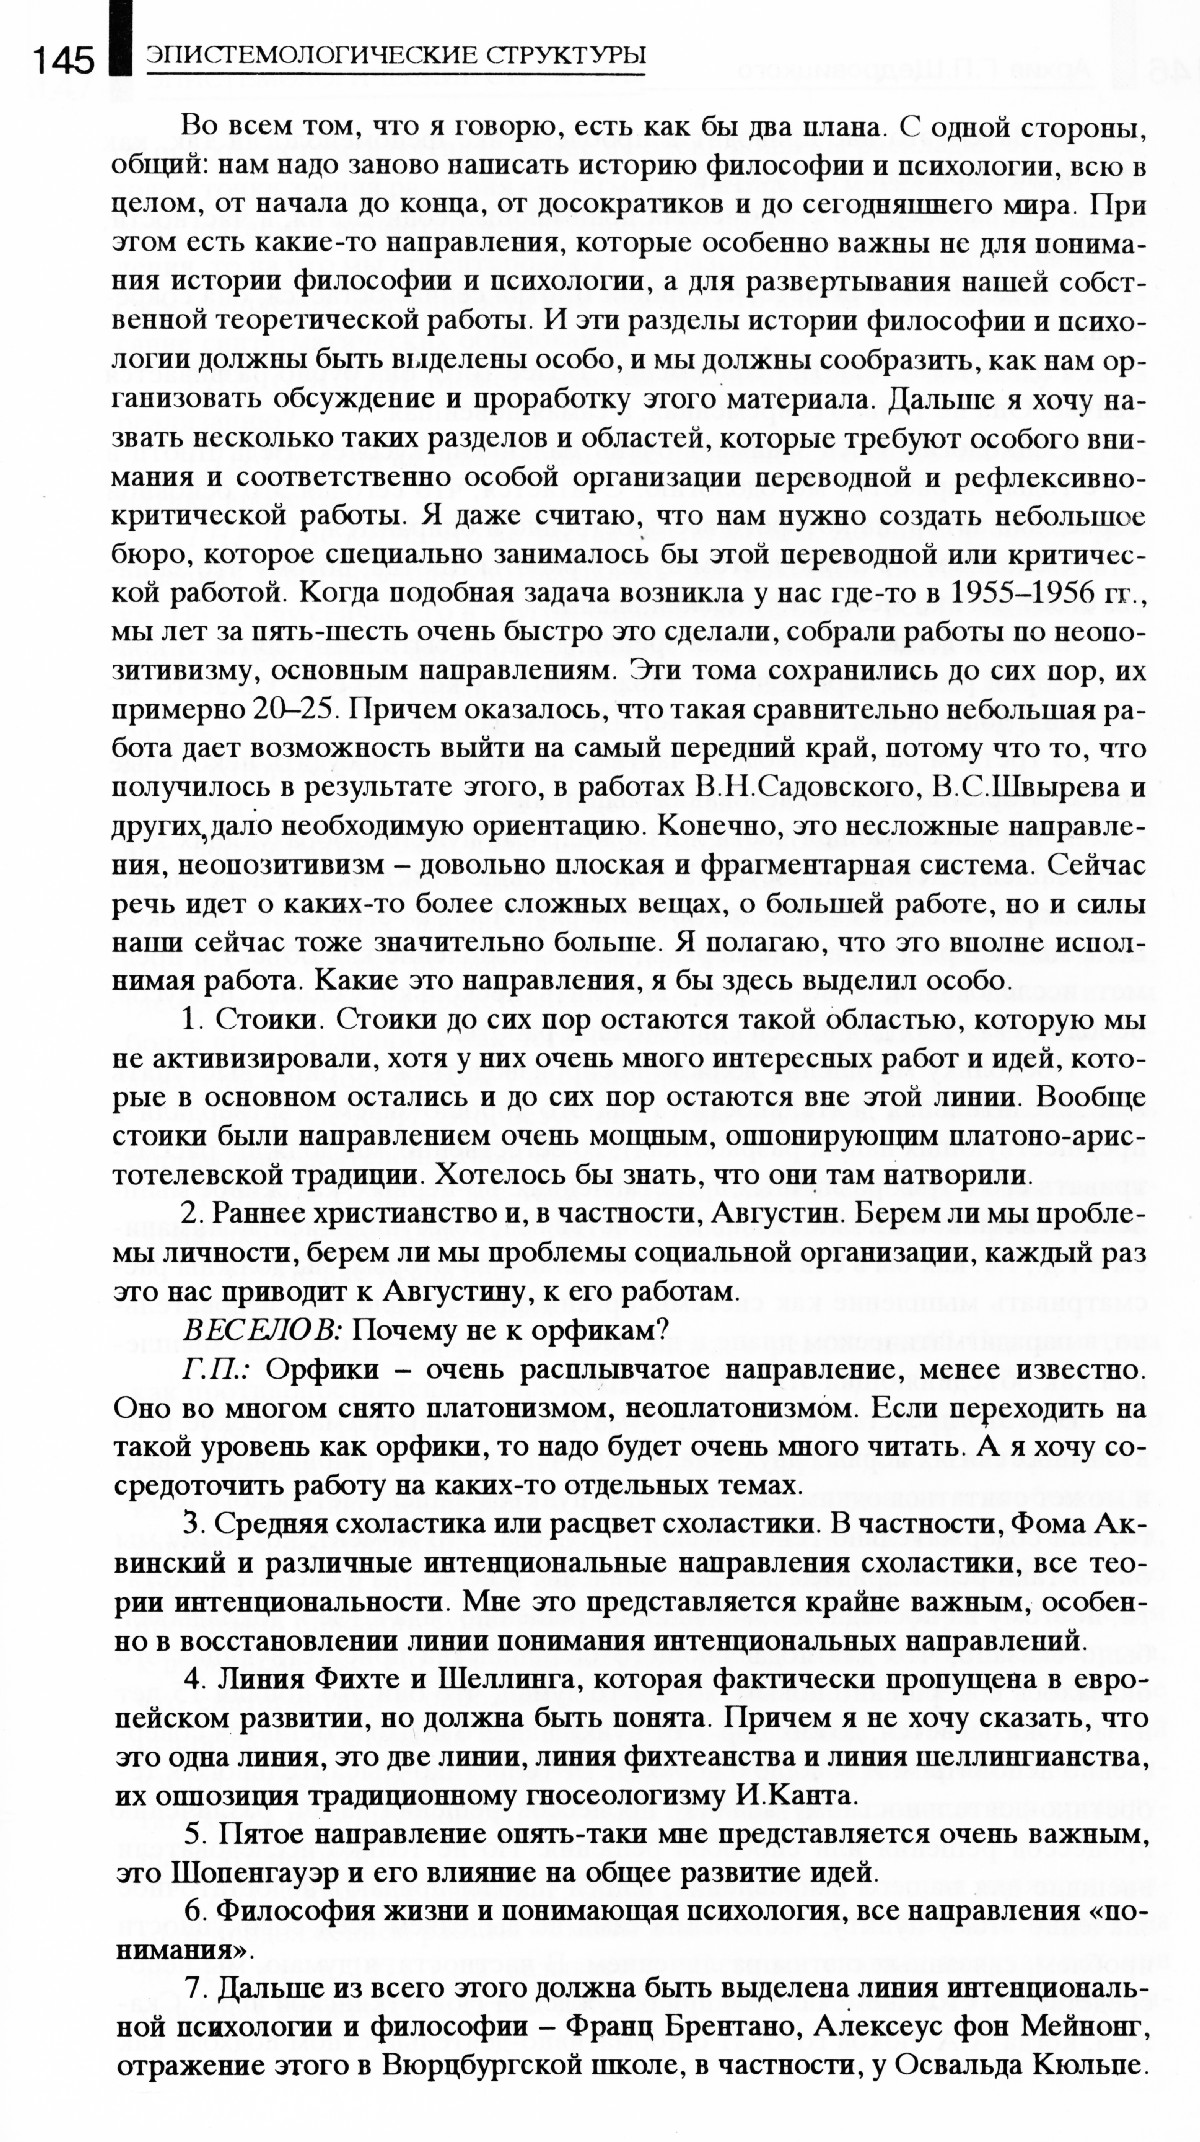 145 ЭПИСТЕМОЛОГИЧЕСКИЕ СТРУКТУРЫ
Во всем том, что я говорю, есть как бы два плана. С одной стороны,
общий: нам надо заново написать историю философии и психологии, всю в
целом, от начала до конца, от досократиков и до сегодняшнего мира. При
этом есть какие-то направления, которые особенно важны не для понима-
ния истории философии и психологии, а для развертывания нашей собст-
венной теоретической работы. И эти разделы истории философии и психо-
логии должны быть выделены особо, и мы должны сообразить, как нам ор-
ганизовать обсуждение и проработку этого материала. Дальше я хочу на-
звать несколько таких разделов и областей, которые требуют особого вни-
мания и соответственно особой организации переводной и рефлексивно-
критической работы. Я даже считаю, что нам нужно создать небольшое
бюро, которое специально занималось бы этой переводной или критичес-
кой работой. Когда подобная задача возникла у нас где-то в 1955–1956 гг.,
мы лет за пять-шесть очень быстро это сделали, собрали работы по неопо-
зитивизму, основным направлениям. Эти тома сохранились до сих пор, их
примерно 20–25. Причем оказалось, что такая сравнительно небольшая ра-
бота дает возможность выйти на самый передний край, потому что то, что
получилось в результате этого, в работах В.Н.Садовского, В.С.Швырева и
других, дало необходимую ориентацию. Конечно, это несложные направле-
ния, неопозитивизм – довольно плоская и фрагментарная система. Сейчас
речь идет о каких-то более сложных вещах, о большей работе, но и силы
наши сейчас тоже значительно больше. Я полагаю, что это вполне испол-
нимая работа. Какие это направления, я бы здесь выделил особо.
1. Стоики. Стоики до сих пор остаются такой областью, которую мы
не активизировали, хотя у них очень много интересных работ и идей, кото-
рые в основном остались и до сих пор остаются вне этой линии. Вообще
стоики были направлением очень мощным, оппонирующим платоно-арис-
тотелевской традиции. Хотелось бы знать, что они там натворили.
2. Раннее христианство и, в частности, Августин. Берем ли мы пробле-
мы личности, берем ли мы проблемы социальной организации, каждый раз
это нас приводит к Августину, к его работам.
ВЕСЕЛОВ: Почему не к орфикам?
Г.П.: Орфики – очень расплывчатое направление, менее известно.
Оно во многом снято платонизмом, неоплатонизмом. Если переходить на
такой уровень как орфики, то надо будет очень много читать. А я хочу со-
средоточить работу на каких-то отдельных темах.
3. Средняя схоластика или расцвет схоластики. В частности, Фома Ак-
винский и различные интенциональные направления схоластики, все тео-
рии интенциональности. Мне это представляется крайне важным, особен-
но в восстановлении линии понимания интенциональных направлений.
4. Линия Фихте и Шеллинга, которая фактически пропущена в евро-
пейском развитии, но должна быть понята. Причем я не хочу сказать, что
это одна линия, это две линии, линия фихтеанства и линия шеллингианства,
их оппозиция традиционному гносеологизму И.Канта.
5. Пятое направление опять-таки мне представляется очень важным,
это Шопенгауэр и его влияние на общее развитие идей.
6. Философия жизни и понимающая психология, все направления «по-
нимания».
7. Дальше из всего этого должна быть выделена линия интенциональ-
ной психологии и философии – Франц Брентано, Алексеус фон Мейнонг,
отражение этого в Вюрцбургской школе, в частности, у Освальда Кюльпе.